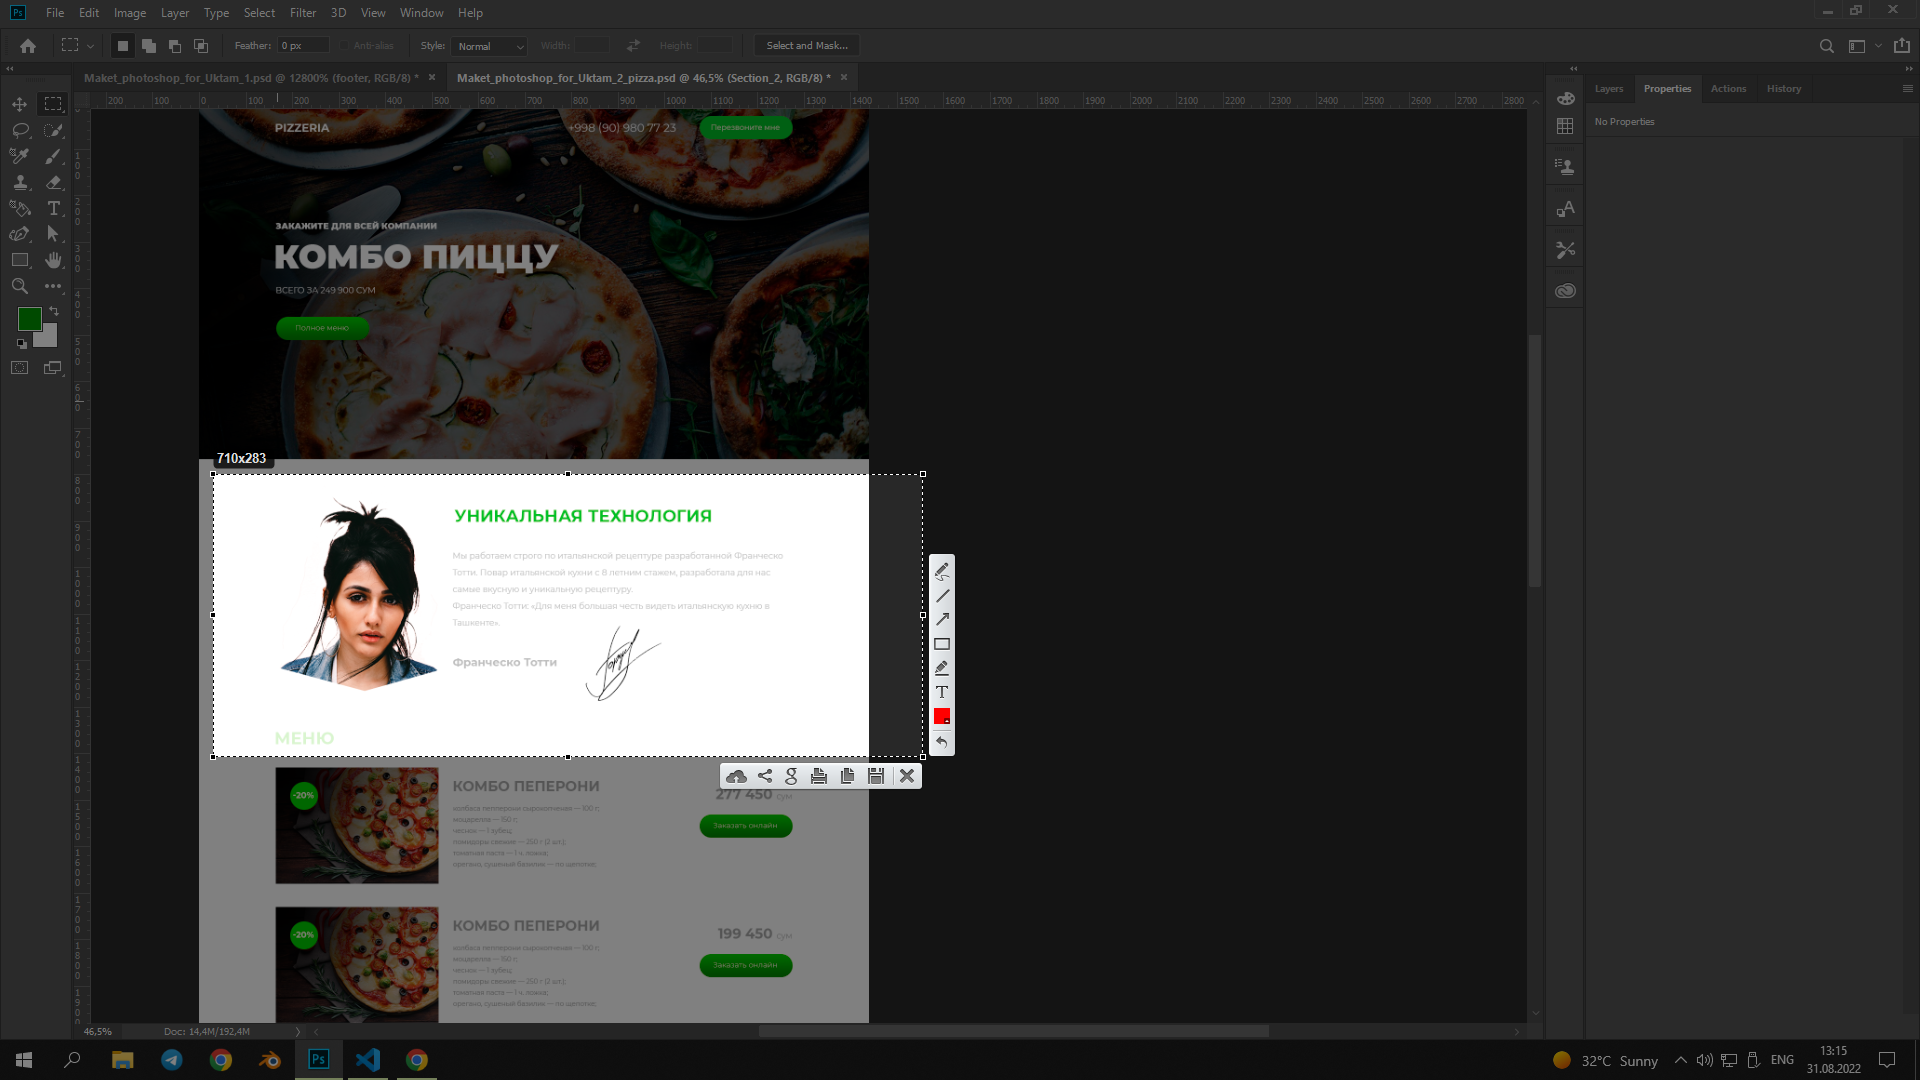 File Edit Image Layer Type Select Filter 3D View Window Help
Feather: 0 px Anti-alias Style: Normal Width: Height: Select and Mask...
Maket_photoshop_for_Uktam_1.psd @ 12800% (footer, RGB/8) *
Maket_photoshop_for_Uktam_2_pizza.psd @ 46,5% (Section_2, RGB/8) *
Layers Properties Actions History
No Properties
200 100 0 100 200 300 400 500 600 700 800 900 1000 1100 1200 1300 1400 1500 1600 1700 1800 1900 2000 2100 2200 2300 2400 2500 2600 2700 2800
PIZZERIA
+998 (90) 980 77 23
Перезвоните мне
ЗАКАЖИТЕ ДЛЯ ВСЕЙ КОМПАНИИ
КОМБО ПИЦЦУ
ВСЕГО ЗА 249 900 СУМ
Полное меню
710x283
УНИКАЛЬНАЯ ТЕХНОЛОГИЯ
Мы работаем строго по итальянской рецептуре разработанной Франческо
Тотти. Повар итальянской кухни с 8 летним стажем, разработала для нас
самые вкусную и уникальную рецептуру.
Франческо Тотти: «Для меня большая честь видеть итальянскую кухню в
Ташкенте».
Франческо Тотти
МЕНЮ
-20%
КОМБО ПЕПЕРОНИ
колбаса пепперони сырокопченая — 100 г;
моцарелла — 150 г;
чеснок — 1 зубец;
помидоры свежие — 250 г (2 шт.);
томатная паста — 1 ч. ложка;
орегано, сушеный базилик — по щепотке;
277 450 сум
Заказать онлайн
-20%
КОМБО ПЕПЕРОНИ
колбаса пепперони сырокопченая — 100 г;
моцарелла — 150 г;
чеснок — 1 зубец;
помидоры свежие — 250 г (2 шт.);
томатная паста — 1 ч. ложка;
орегано, сушеный базилик — по щепотке;
199 450 сум
Заказать онлайн
46,5% Doc: 14,4M/192,4M
32°C Sunny
ENG
13:15
31.08.2022